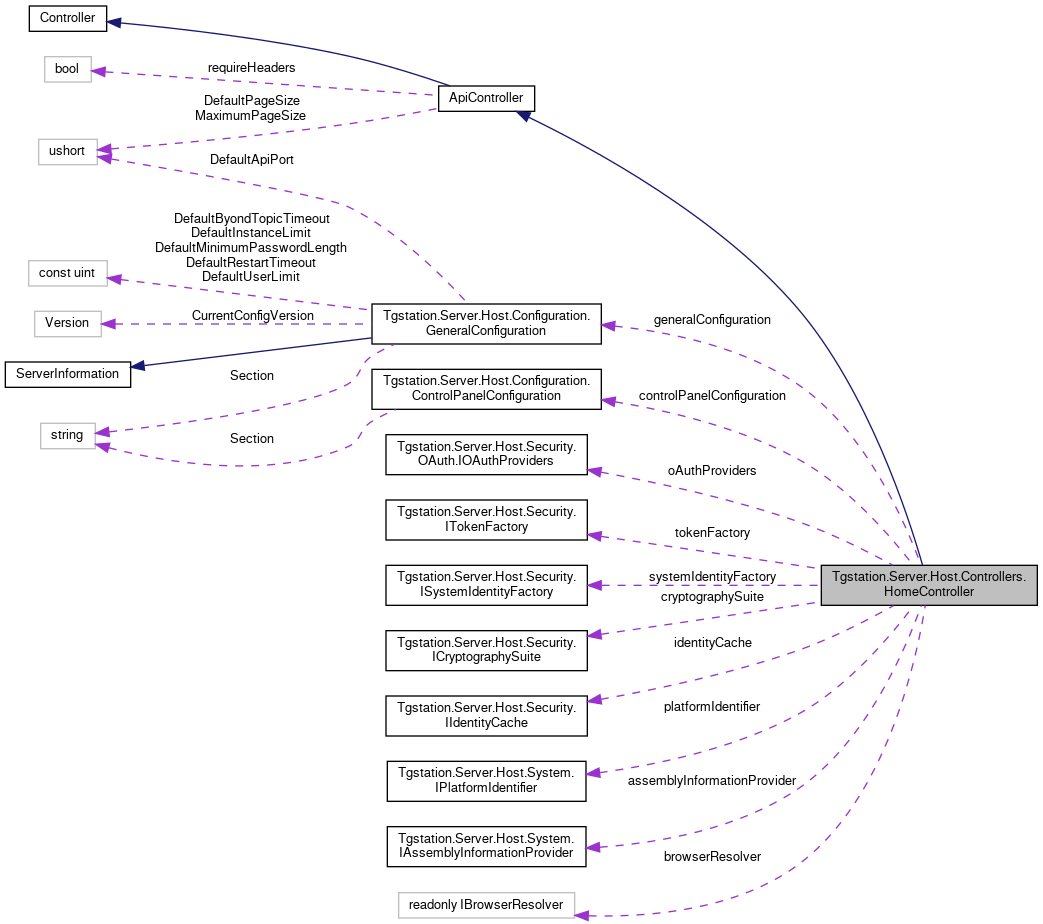 Controller
bool
requireHeaders
ApiController
DefaultPageSize
MaximumPageSize
ushort
DefaultApiPort
DefaultByondTopicTimeout
DefaultInstanceLimit
DefaultMinimumPasswordLength
DefaultRestartTimeout
DefaultUserLimit
const uint
Version
CurrentConfigVersion
Tgstation.Server.Host.Configuration.
GeneralConfiguration
generalConfiguration
ServerInformation
Section
Tgstation.Server.Host.Configuration.
ControlPanelConfiguration
controlPanelConfiguration
string
Section
Tgstation.Server.Host.Security.
OAuth.IOAuthProviders
oAuthProviders
Tgstation.Server.Host.Security.
ITokenFactory
tokenFactory
Tgstation.Server.Host.Security.
ISystemIdentityFactory
systemIdentityFactory
Tgstation.Server.Host.Controllers.
HomeController
cryptographySuite
Tgstation.Server.Host.Security.
ICryptographySuite
identityCache
Tgstation.Server.Host.Security.
IIdentityCache
platformIdentifier
Tgstation.Server.Host.System.
IPlatformIdentifier
assemblyInformationProvider
Tgstation.Server.Host.System.
IAssemblyInformationProvider
browserResolver
readonly IBrowserResolver